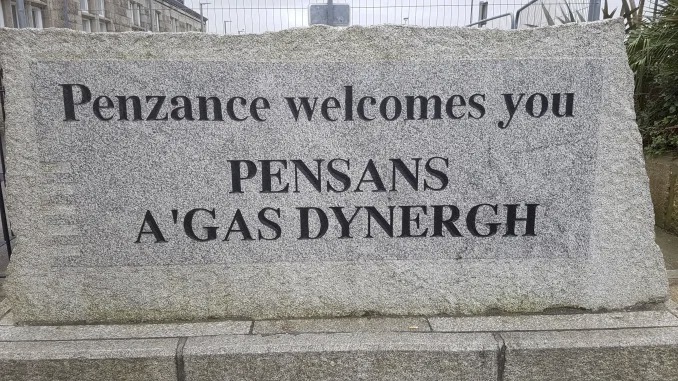 Penzance welcomes you
PENSANS
A'GAS DYNERGH